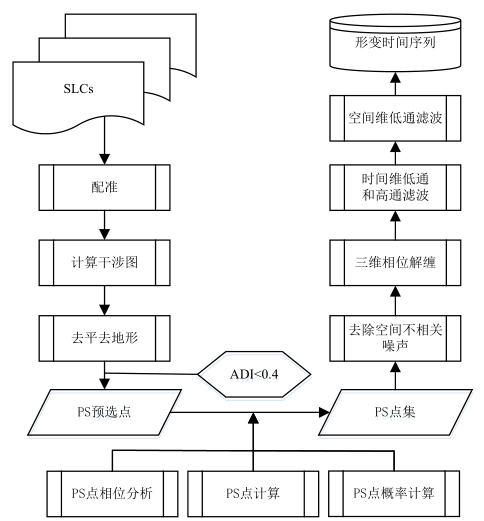 SLCs
配准
计算干涉图
去平去地形
ADI<0.4
PS预选点
PS点相位分析
PS点计算
PS点概率计算
PS点集
去除空间不相关
噪声
三维相位解缠
时间维低通
和高通滤波
空间维低通滤波
形变时间序列